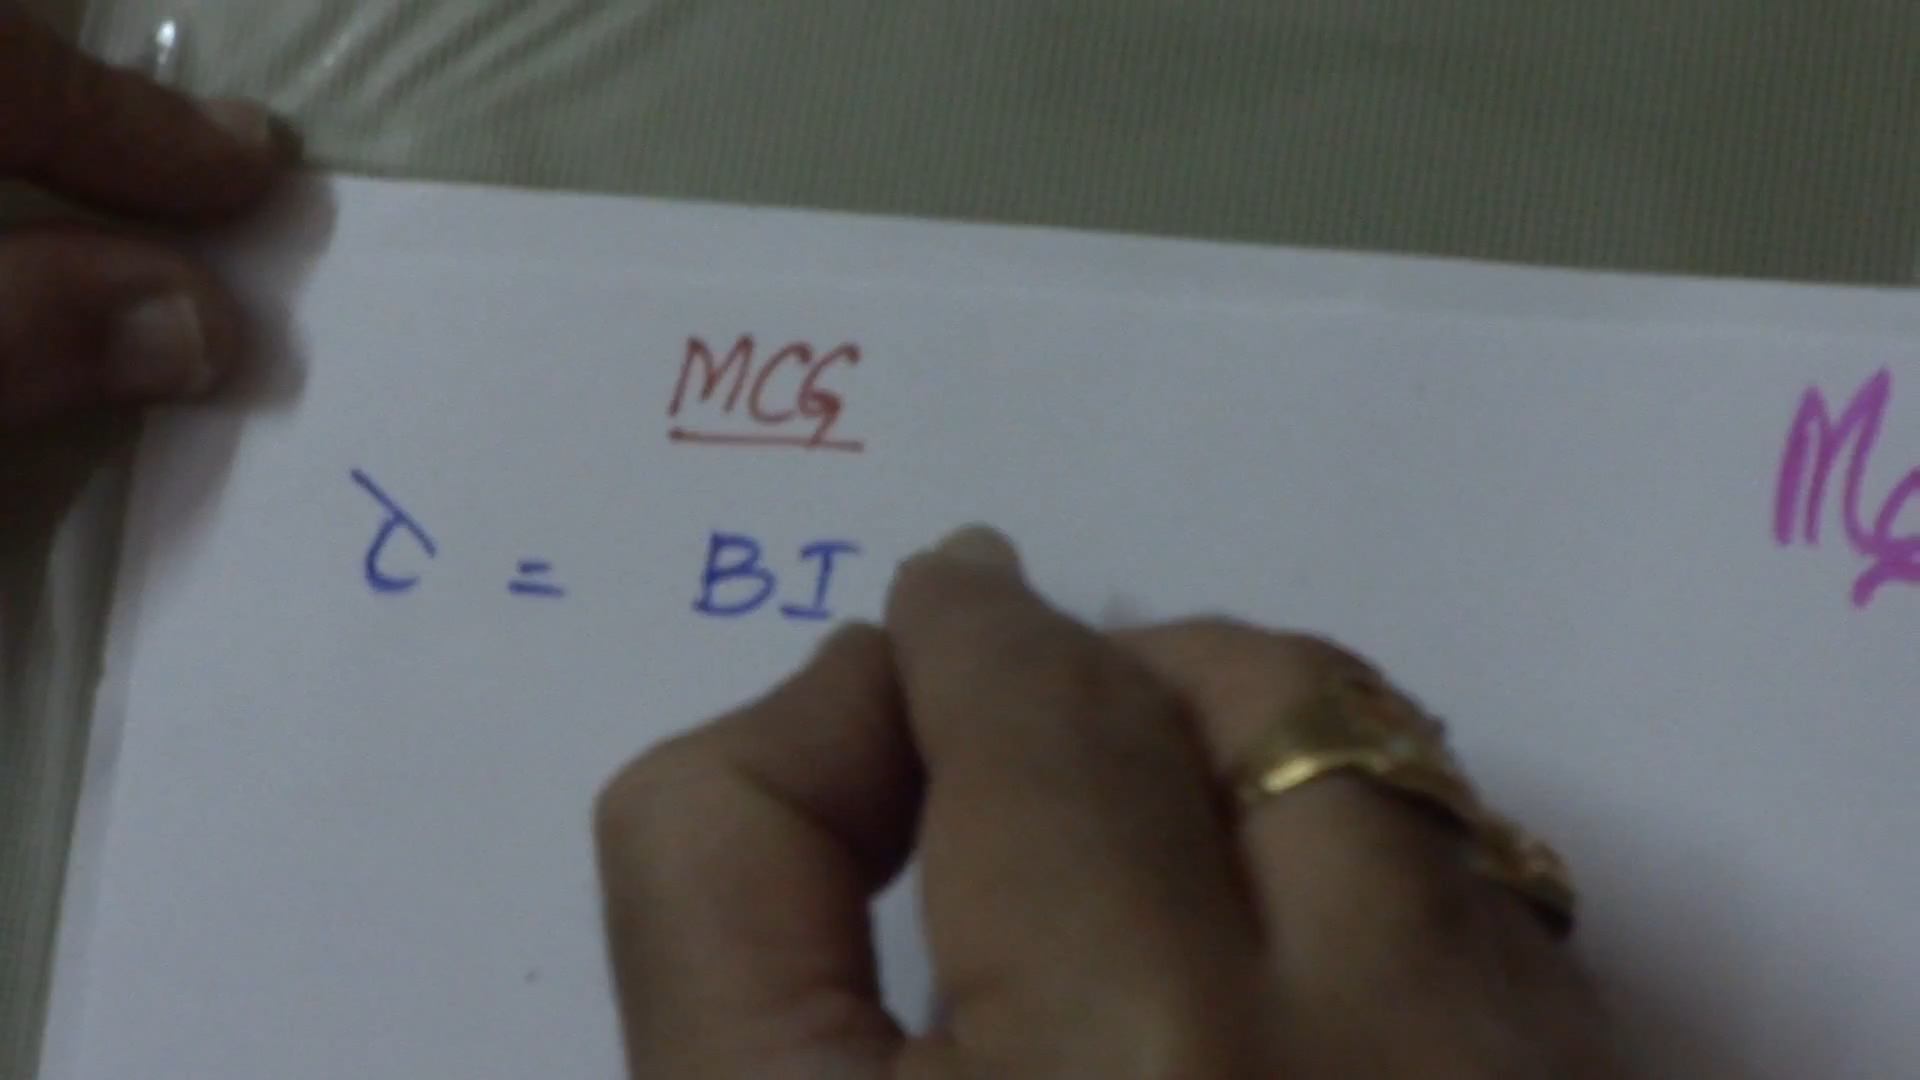 MCG
τ = BI